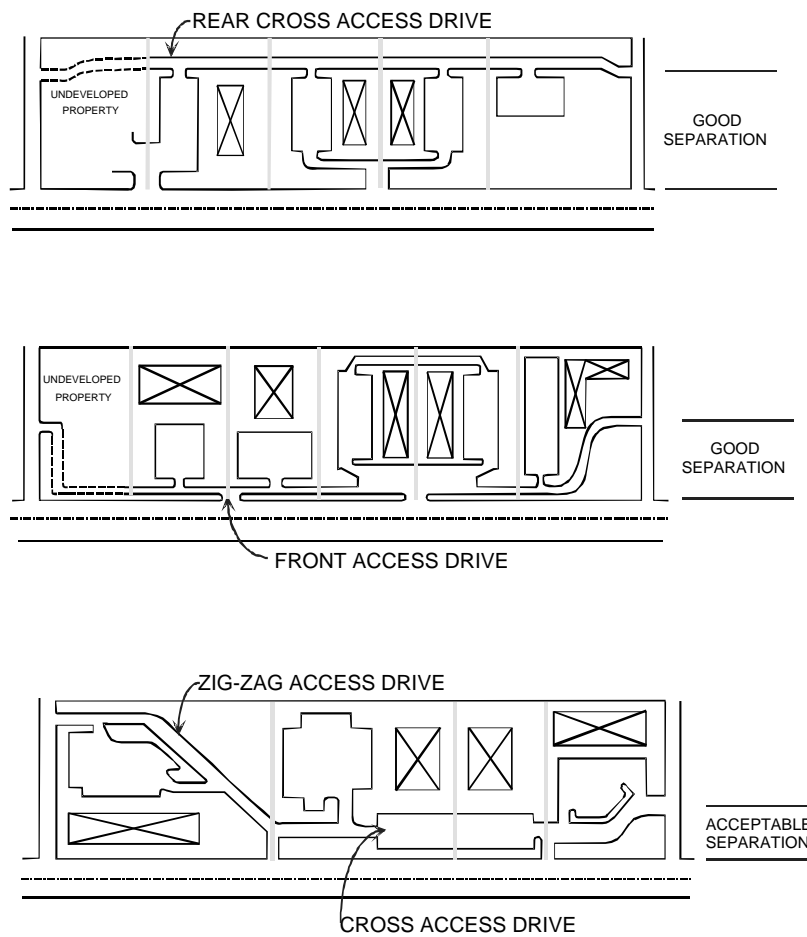 REAR CROSS ACCESS DRIVE
UNDEVELOPED
PROPERTY
GOOD
SEPARATION
UNDEVELOPED
PROPERTY
GOOD
SEPARATION
FRONT ACCESS DRIVE
ZIG-ZAG ACCESS DRIVE
ACCEPTABLE
SEPARATION
CROSS ACCESS DRIVE